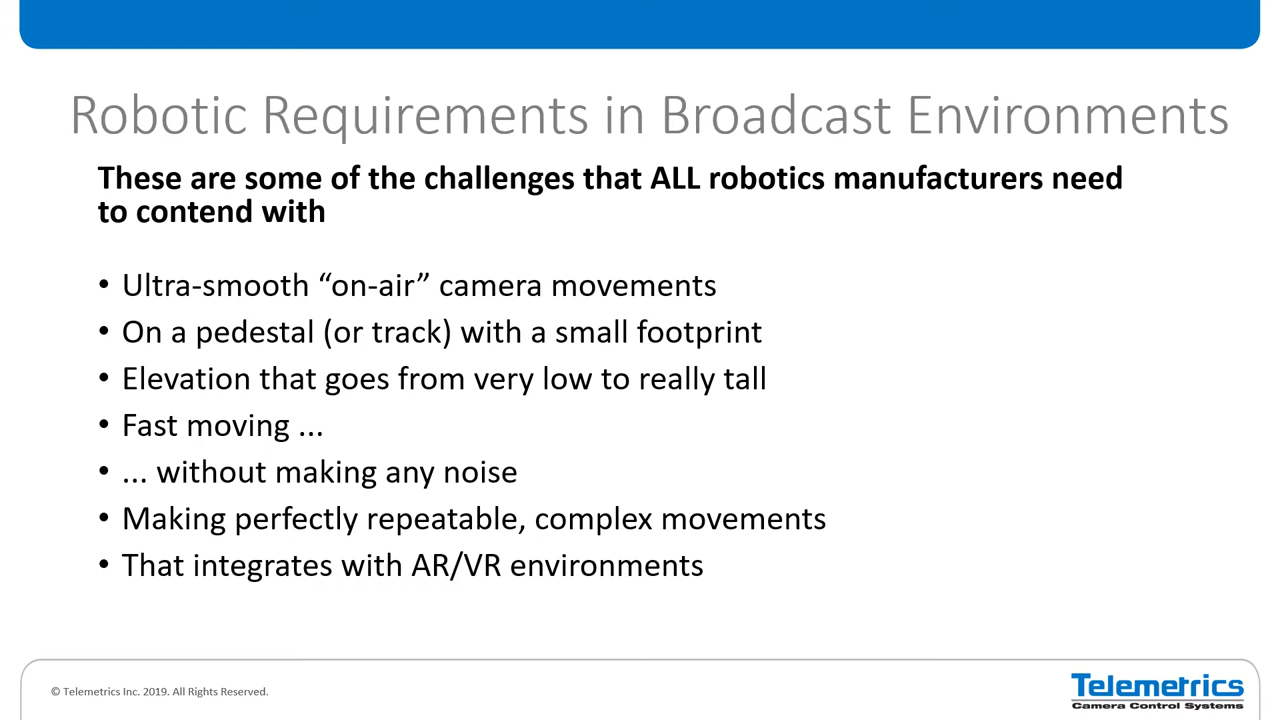 Robotic Requirements in Broadcast Environments
These are some of the challenges that ALL robotics manufacturers need
to contend with
• Ultra-smooth “on-air” camera movements
• On a pedestal (or track) with a small footprint
• Elevation that goes from very low to really tall
• Fast moving ...
• ... without making any noise
• Making perfectly repeatable, complex movements
• That integrates with AR/VR environments
© Telemetrics Inc. 2019. All Rights Reserved.
Telemetrics
Camera Control Systems